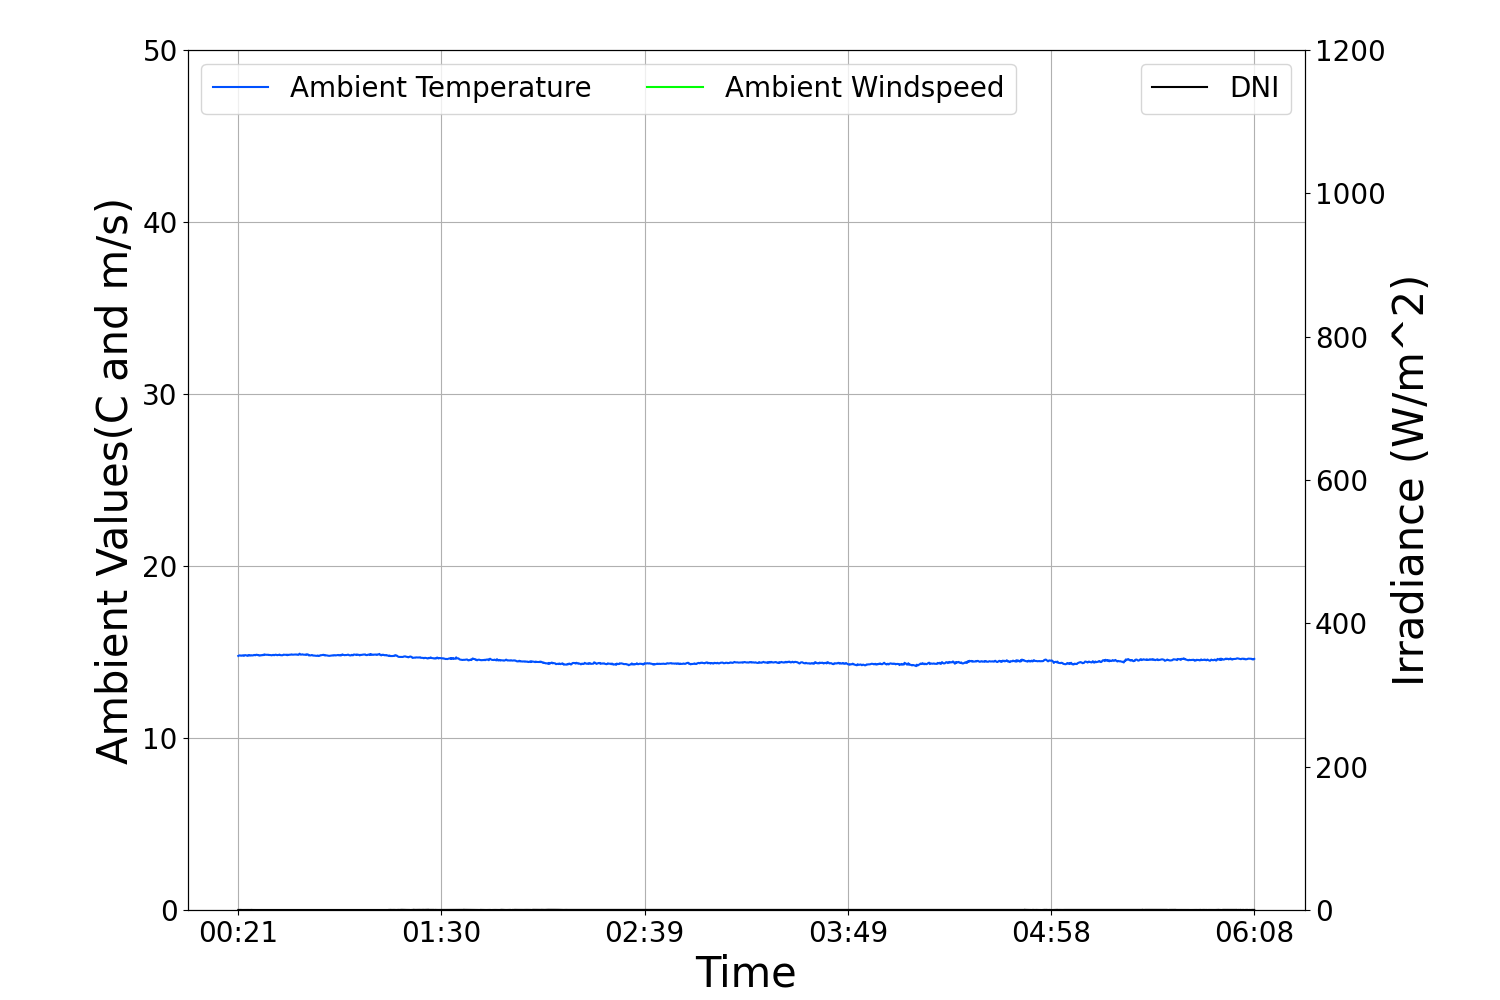 Ambient Temperature Ambient Windspeed DNI
50
40
30
20
10
0
Ambient Values(C and m/s)
1200
1000
800
600
400
200
0
Irradiance (W/m^2)
00:21 01:30 02:39 03:49 04:58 06:08
Time